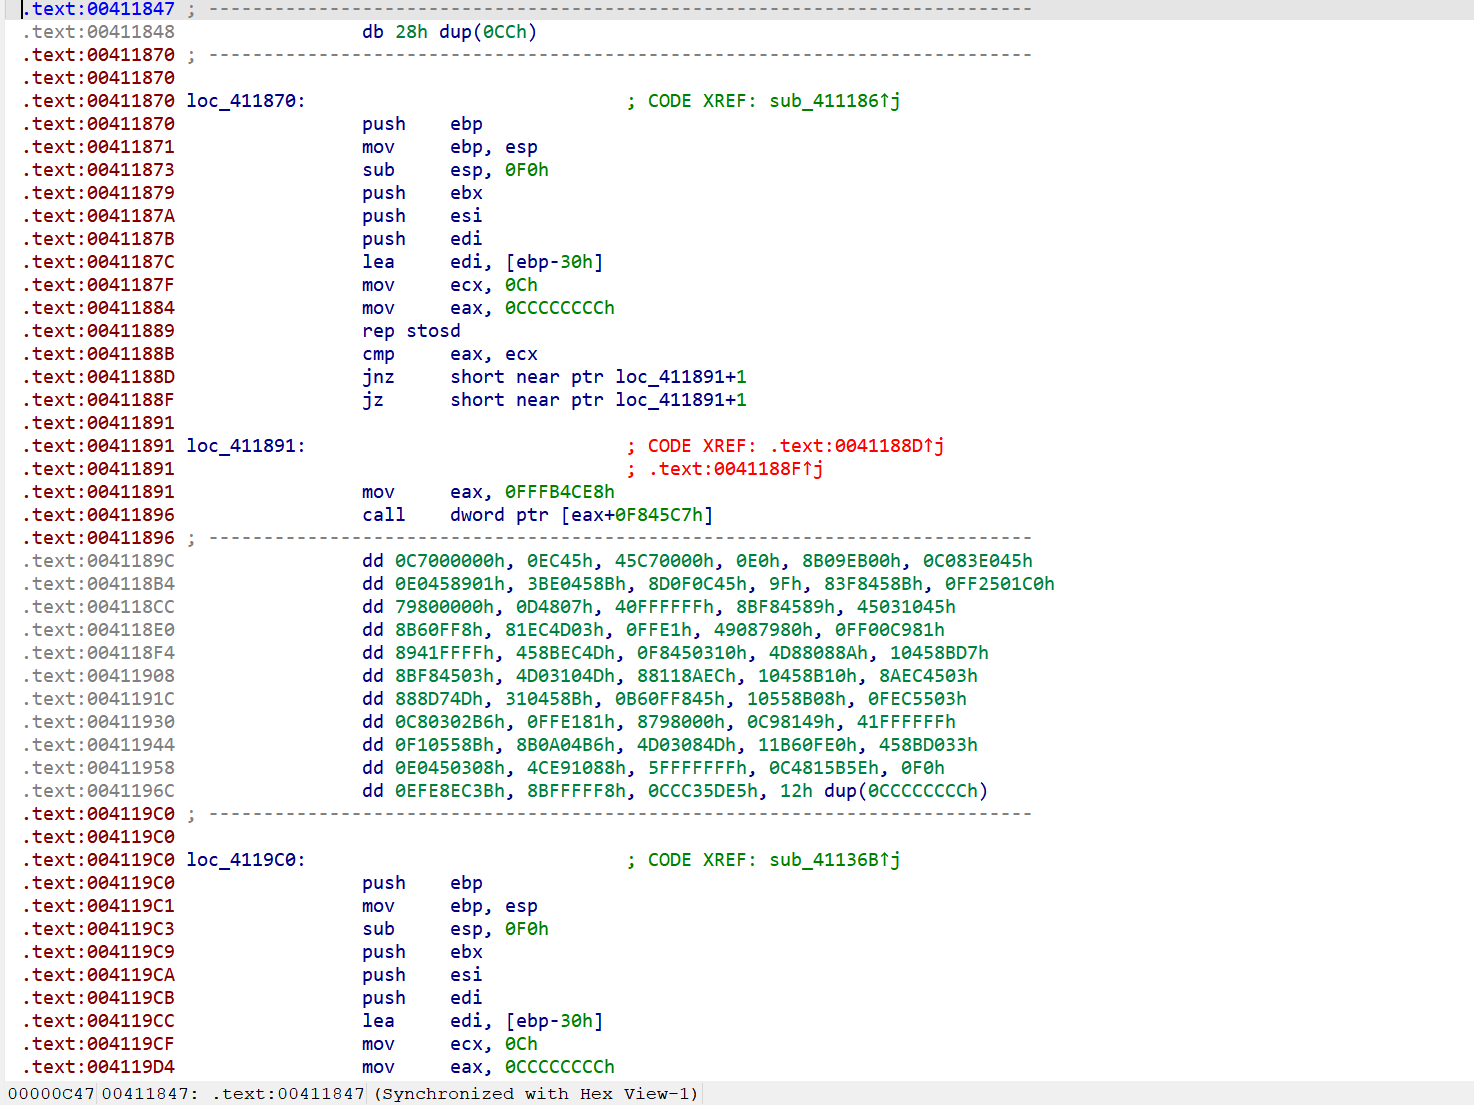 .text:00411847 ; ---------------------------------------------------------------------------
.text:00411848                 db 28h dup(0CCh)
.text:00411870 ; ---------------------------------------------------------------------------
.text:00411870
.text:00411870 loc_411870:                             ; CODE XREF: sub_411186↑j
.text:00411870                 push    ebp
.text:00411871                 mov     ebp, esp
.text:00411873                 sub     esp, 0F0h
.text:00411879                 push    ebx
.text:0041187A                 push    esi
.text:0041187B                 push    edi
.text:0041187C                 lea     edi, [ebp-30h]
.text:0041187F                 mov     ecx, 0Ch
.text:00411884                 mov     eax, 0CCCCCCCCh
.text:00411889                 rep stosd
.text:0041188B                 cmp     eax, ecx
.text:0041188D                 jnz     short near ptr loc_411891+1
.text:0041188F                 jz      short near ptr loc_411891+1
.text:00411891
.text:00411891 loc_411891:                             ; CODE XREF: .text:0041188D↑j
.text:00411891                                         ; .text:0041188F↑j
.text:00411891                 mov     eax, 0FFFB4CE8h
.text:00411896                 call    dword ptr [eax+0F845C7h]
.text:00411896 ; ---------------------------------------------------------------------------
.text:0041189C                 dd 0C7000000h, 0EC45h, 45C70000h, 0E0h, 8B09EB00h, 0C083E045h
.text:004118B4                 dd 0E0458901h, 3BE0458Bh, 8D0F0C45h, 9Fh, 83F8458Bh, 0FF2501C0h
.text:004118CC                 dd 79800000h, 0D4807h, 40FFFFFFh, 8BF84589h, 45031045h
.text:004118E0                 dd 8B60FF8h, 81EC4D03h, 0FFE1h, 49087980h, 0FF00C981h
.text:004118F4                 dd 8941FFFFh, 458BEC4Dh, 0F8450310h, 4D88088Ah, 10458BD7h
.text:00411908                 dd 8BF84503h, 4D03104Dh, 88118AECh, 10458B10h, 8AEC4503h
.text:0041191C                 dd 888D74Dh, 310458Bh, 0B60FF845h, 10558B08h, 0FEC5503h
.text:00411930                 dd 0C80302B6h, 0FFE181h, 8798000h, 0C98149h, 41FFFFFFh
.text:00411944                 dd 0F10558Bh, 8B0A04B6h, 4D03084Dh, 11B60FE0h, 458BD033h
.text:00411958                 dd 0E0450308h, 4CE91088h, 5FFFFFFFh, 0C4815B5Eh, 0F0h
.text:0041196C                 dd 0EFE8EC3Bh, 8BFFFFF8h, 0CCC35DE5h, 12h dup(0CCCCCCCCh)
.text:004119C0 ; ---------------------------------------------------------------------------
.text:004119C0
.text:004119C0 loc_4119C0:                             ; CODE XREF: sub_41136B↑j
.text:004119C0                 push    ebp
.text:004119C1                 mov     ebp, esp
.text:004119C3                 sub     esp, 0F0h
.text:004119C9                 push    ebx
.text:004119CA                 push    esi
.text:004119CB                 push    edi
.text:004119CC                 lea     edi, [ebp-30h]
.text:004119CF                 mov     ecx, 0Ch
.text:004119D4                 mov     eax, 0CCCCCCCCh
00000C47 00411847: .text:00411847 (Synchronized with Hex View-1)